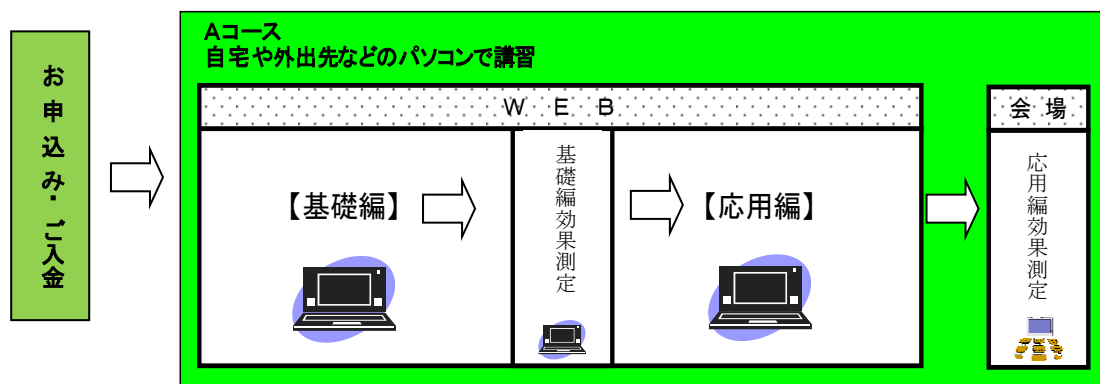 お申込み・ご入金
Aコース
自宅や外出先などのパソコンで講習
WEB
【基礎編】
基礎編効果測定
【応用編】
会場
応用編効果測定